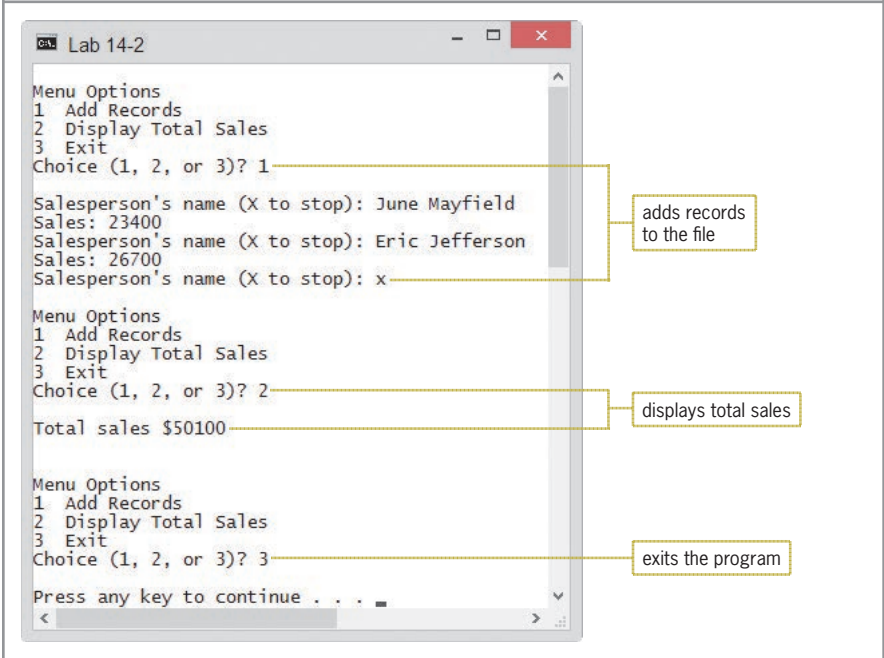 C:\. Lab 14-2
Menu Options
1 Add Records
2 Display Total Sales
3 Exit
Choice (1, 2, or 3)? 1
Salesperson's name (X to stop): June Mayfield
Sales: 23400
Salesperson's name (X to stop): Eric Jefferson
Sales: 26700
Salesperson's name (X to stop): x
adds records
to the file
Menu Options
1 Add Records
2 Display Total Sales
3 Exit
Choice (1, 2, or 3)? 2
Total sales $50100
displays total sales
Menu Options
1 Add Records
2 Display Total Sales
3 Exit
Choice (1, 2, or 3)? 3
exits the program
Press any key to continue . . . _